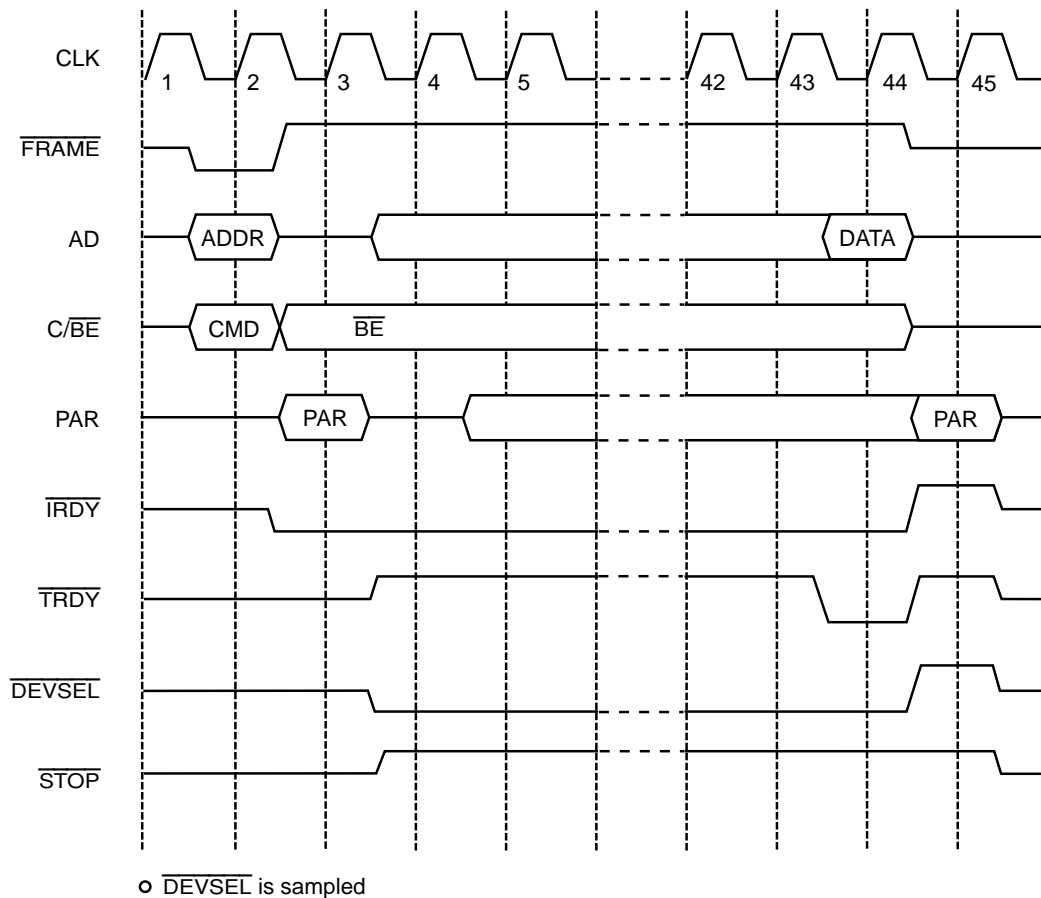 CLK
1 2 3 4 5 42 43 44 45
FRAME
AD ADDR DATA
C/BE CMD BE
PAR PAR PAR
IRDY
TRDY
DEVSEL
STOP
DEVSEL is sampled